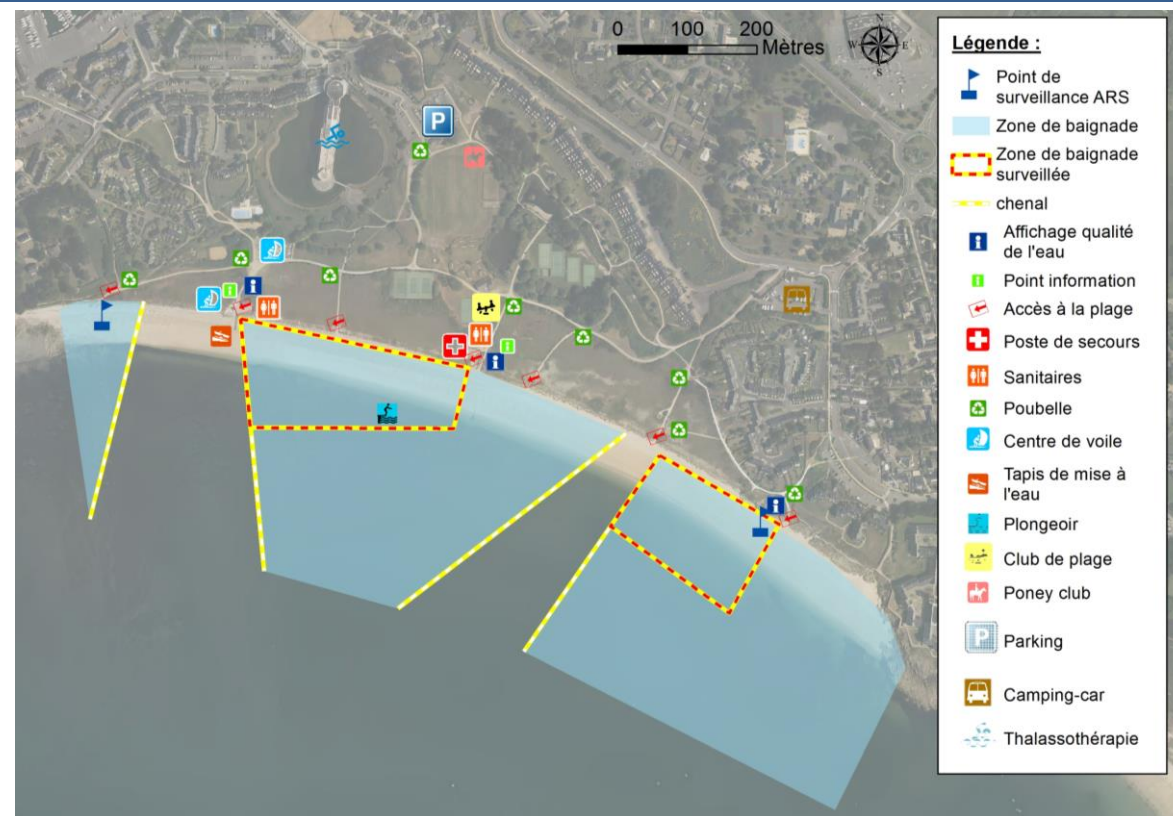 0 100 200
Mètres
N
W E
S
P
Légende :
Point de
surveillance ARS
Zone de baignade
Zone de baignade
surveillée
chenal
Affichage qualité
de l'eau
Point information
Accès à la plage
Poste de secours
Sanitaires
Poubelle
Centre de voile
Tapis de mise à
l'eau
Plongeoir
Club de plage
Poney club
P
Parking
Camping-car
Thalassothérapie